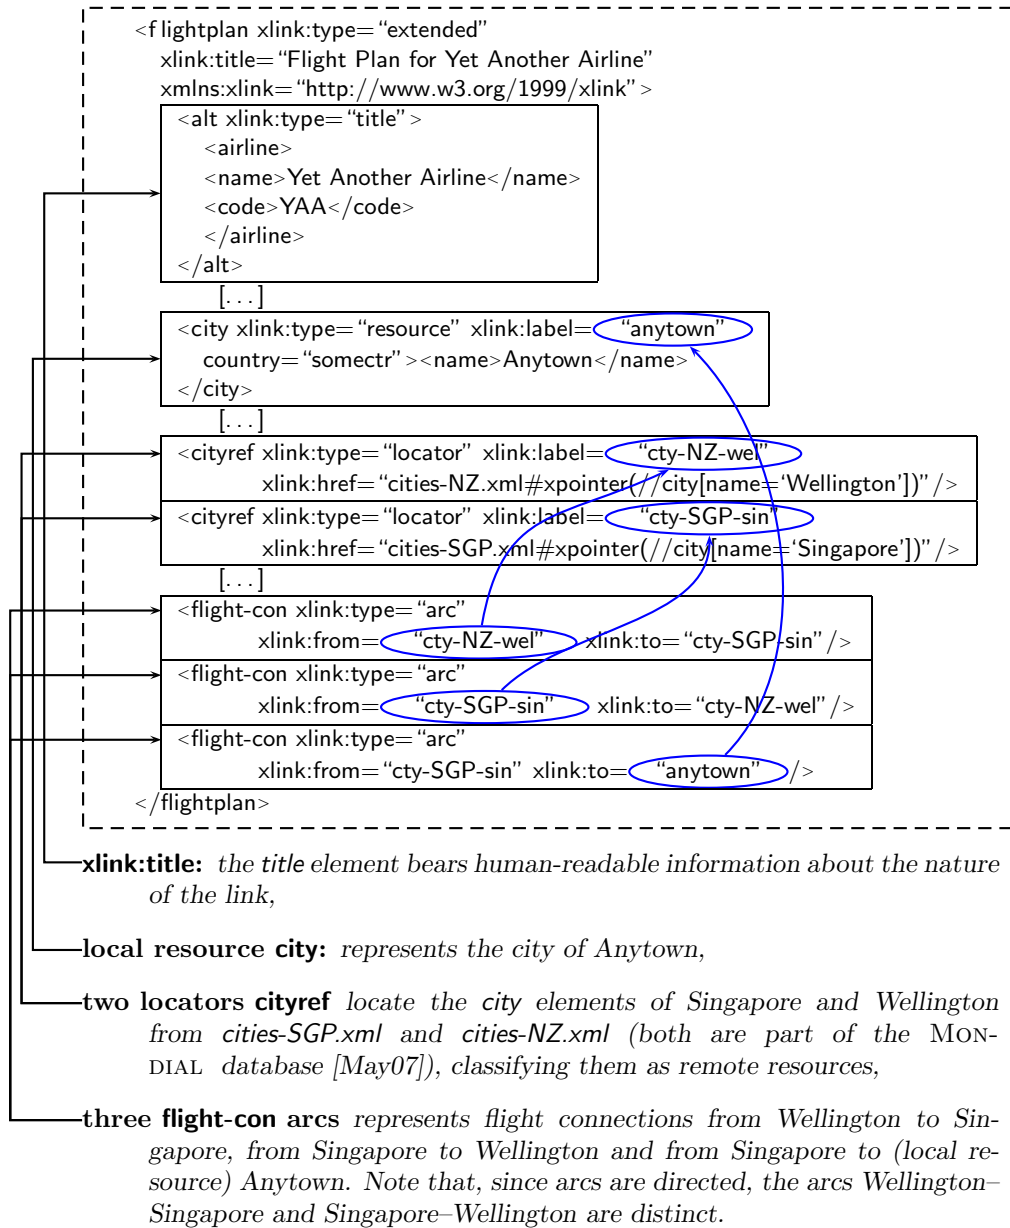 <flightplan xlink:type=“extended”
xlink:title=“Flight Plan for Yet Another Airline”
xmlns:xlink=“http://www.w3.org/1999/xlink”>
<alt xlink:type=“title”>
<airline>
<name>Yet Another Airline</name>
<code>YAA</code>
</airline>
</alt>
[...]
<city xlink:type=“resource” xlink:label= “anytown”
country=“somectr”><name>Anytown</name>
</city>
[...]
<cityref xlink:type=“locator” xlink:label= “cty-NZ-wel”
xlink:href=“cities-NZ.xml#xpointer(//city[name=‘Wellington’])”/>
<cityref xlink:type=“locator” xlink:label= “cty-SGP-sin”
xlink:href=“cities-SGP.xml#xpointer(//city[name=‘Singapore’])”/>
[...]
<flight-con xlink:type=“arc”
xlink:from= “cty-NZ-wel” xlink:to=“cty-SGP-sin”/>
<flight-con xlink:type=“arc”
xlink:from= “cty-SGP-sin” xlink:to=“cty-NZ-wel”/>
<flight-con xlink:type=“arc”
xlink:from=“cty-SGP-sin” xlink:to= “anytown” />
</flightplan>
xlink:title: the title element bears human-readable information about the nature
of the link,
local resource city: represents the city of Anytown,
two locators cityref locate the city elements of Singapore and Wellington
from cities-SGP.xml and cities-NZ.xml (both are part of the MON-
DIAL database [May07]), classifying them as remote resources,
three flight-con arcs represents flight connections from Wellington to Sin-
gapore, from Singapore to Wellington and from Singapore to (local re-
source) Anytown. Note that, since arcs are directed, the arcs Wellington–
Singapore and Singapore–Wellington are distinct.